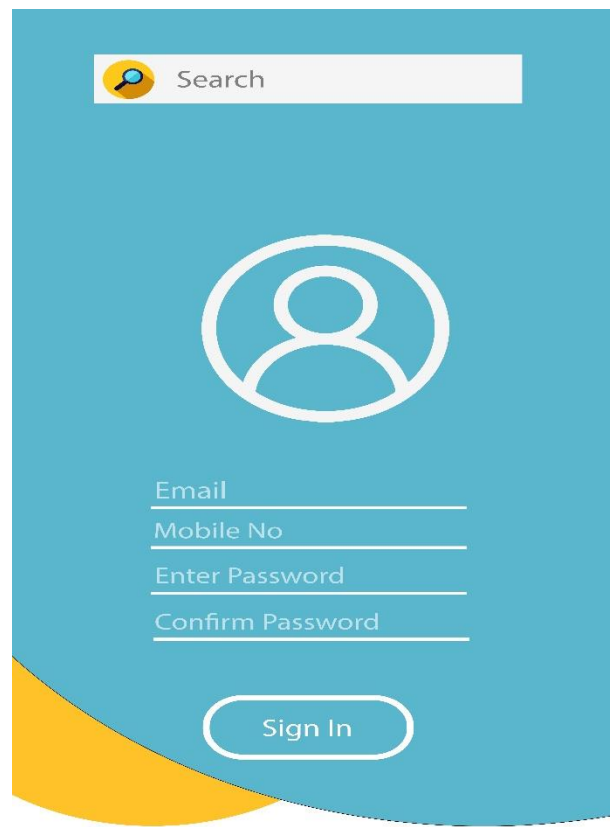 Search
Email
Mobile No
Enter Password
Confirm Password
Sign In